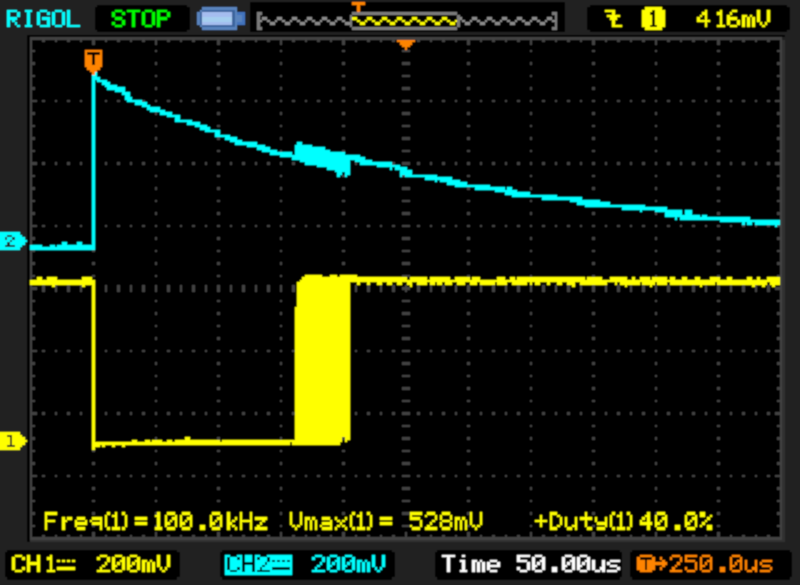 RIGOL STOP T 1 416mV
T
2
1
Freq(1)=100.0kHz Vmax(1)= 528mV +Duty(1)40.0%
CH1 200mV CH2 200mV Time 50.00us T→250.0us